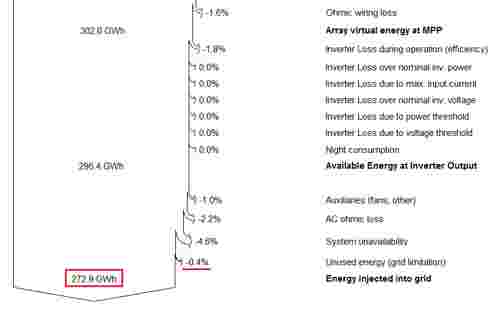 -1.6% Ohmic wiring loss
302.0 GWh Array virtual energy at MPP
-1.8% Inverter Loss during operation (efficiency)
0.0% Inverter Loss over nominal inv. power
0.0% Inverter Loss due to max. input current
0.0% Inverter Loss over nominal inv. voltage
0.0% Inverter Loss due to power threshold
0.0% Inverter Loss due to voltage threshold
0.0% Night consumption
296.4 GWh Available Energy at Inverter Output
-1.0% Auxiliaries (fans, other)
-2.2% AC ohmic loss
-4.6% System unavailability
-0.4% Unused energy (grid limitation)
272.9 GWh Energy injected into grid